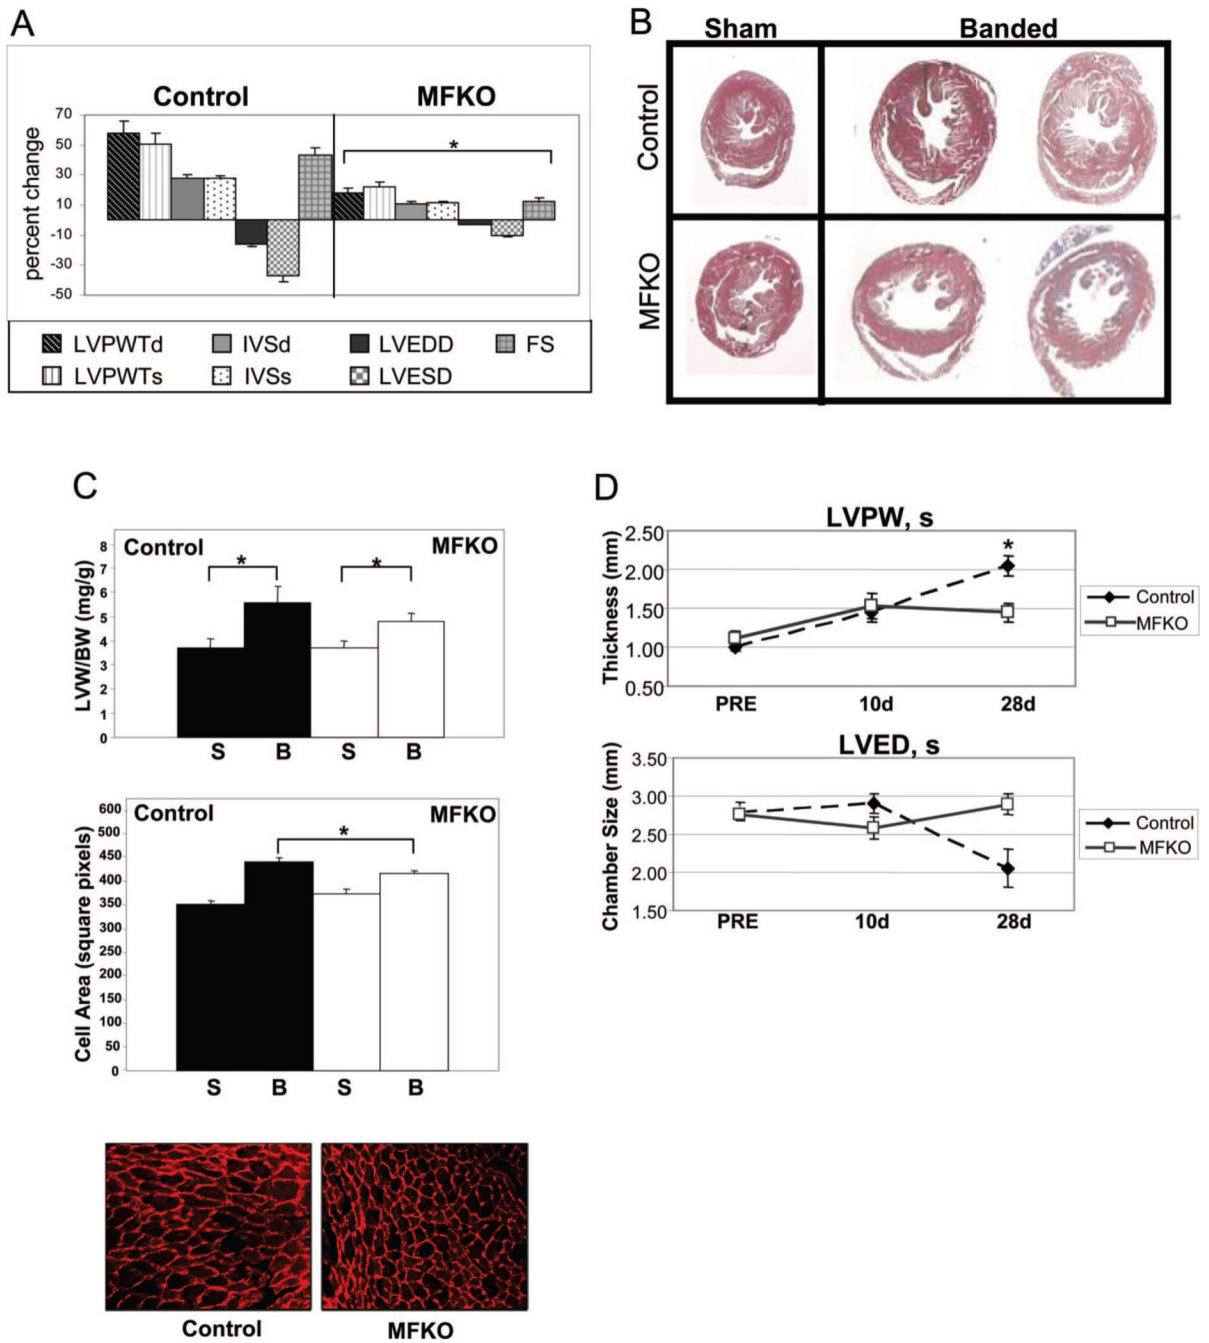 A
Control MFKO
percent change
70
50
30
10
-10
-30
-50
*
LVPWTd IVSd LVEDD FS
LVPWTs IVSs LVESD
B
Sham Banded
Control
MFKO
C
Control MFKO
LVW/BW (mg/g)
8
7
6
5
4
3
2
1
0
* *
S B S B
Control MFKO
Cell Area (square pixels)
600
500
450
400
350
300
250
200
150
100
50
0
*
S B S B
Control MFKO
D
LVPW, s
Thickness (mm)
2.50
2.00
1.50
1.00
0.50
*
PRE 10d 28d
Control
MFKO
LVED, s
Chamber Size (mm)
3.50
3.00
2.50
2.00
1.50
PRE 10d 28d
Control
MFKO